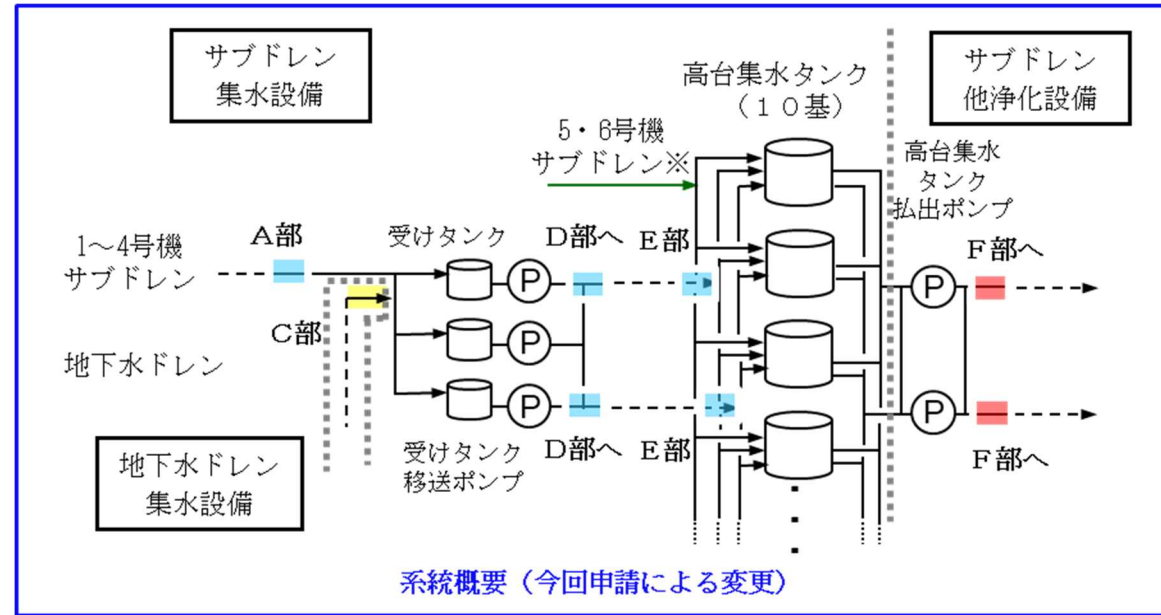 サブドレン
集水設備
高台集水タンク
(10基)
サブドレン
他浄化設備
5・6号機
サブドレン※
高台集水
タンク
払出ポンプ
1～4号機
サブドレン
A部
受けタンク
D部へ
E部
F部へ
P
P
C部
P
地下水ドレン
P
P
D部へ
E部
F部へ
受けタンク
移送ポンプ
地下水ドレン
集水設備
系統概要（今回申請による変更）